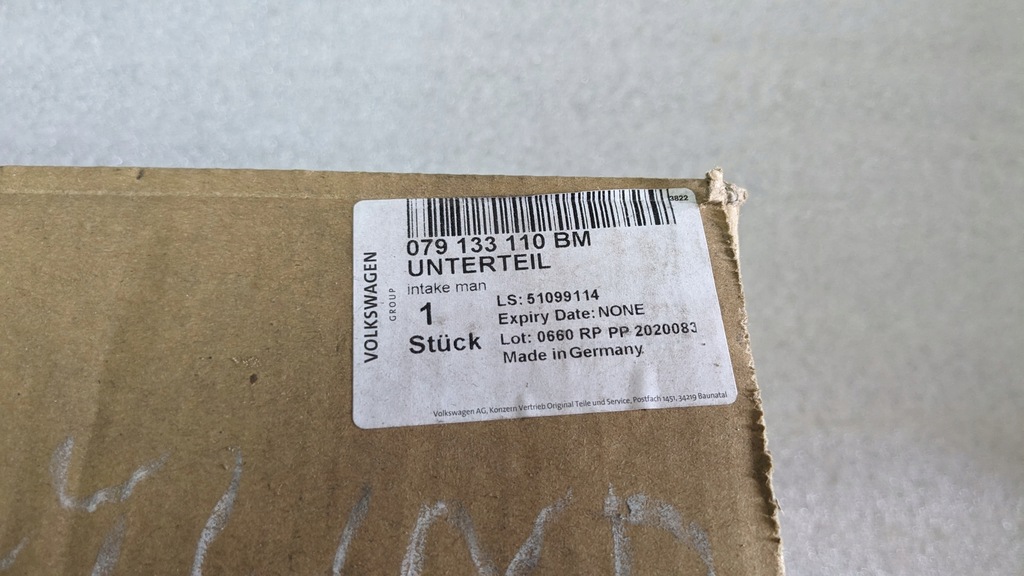 3822
079 133 110 BM
UNTERTEIL
intake man
1
Stück
LS: 51099114
Expiry Date: NONE
Lot: 0660 RP PP 2020083
Made in Germany
VOLKSWAGEN
GROUP
Volkswagen AG, Konzern Vertrieb Original Teile und Service, Postfach 1451, 34219 Baunatal